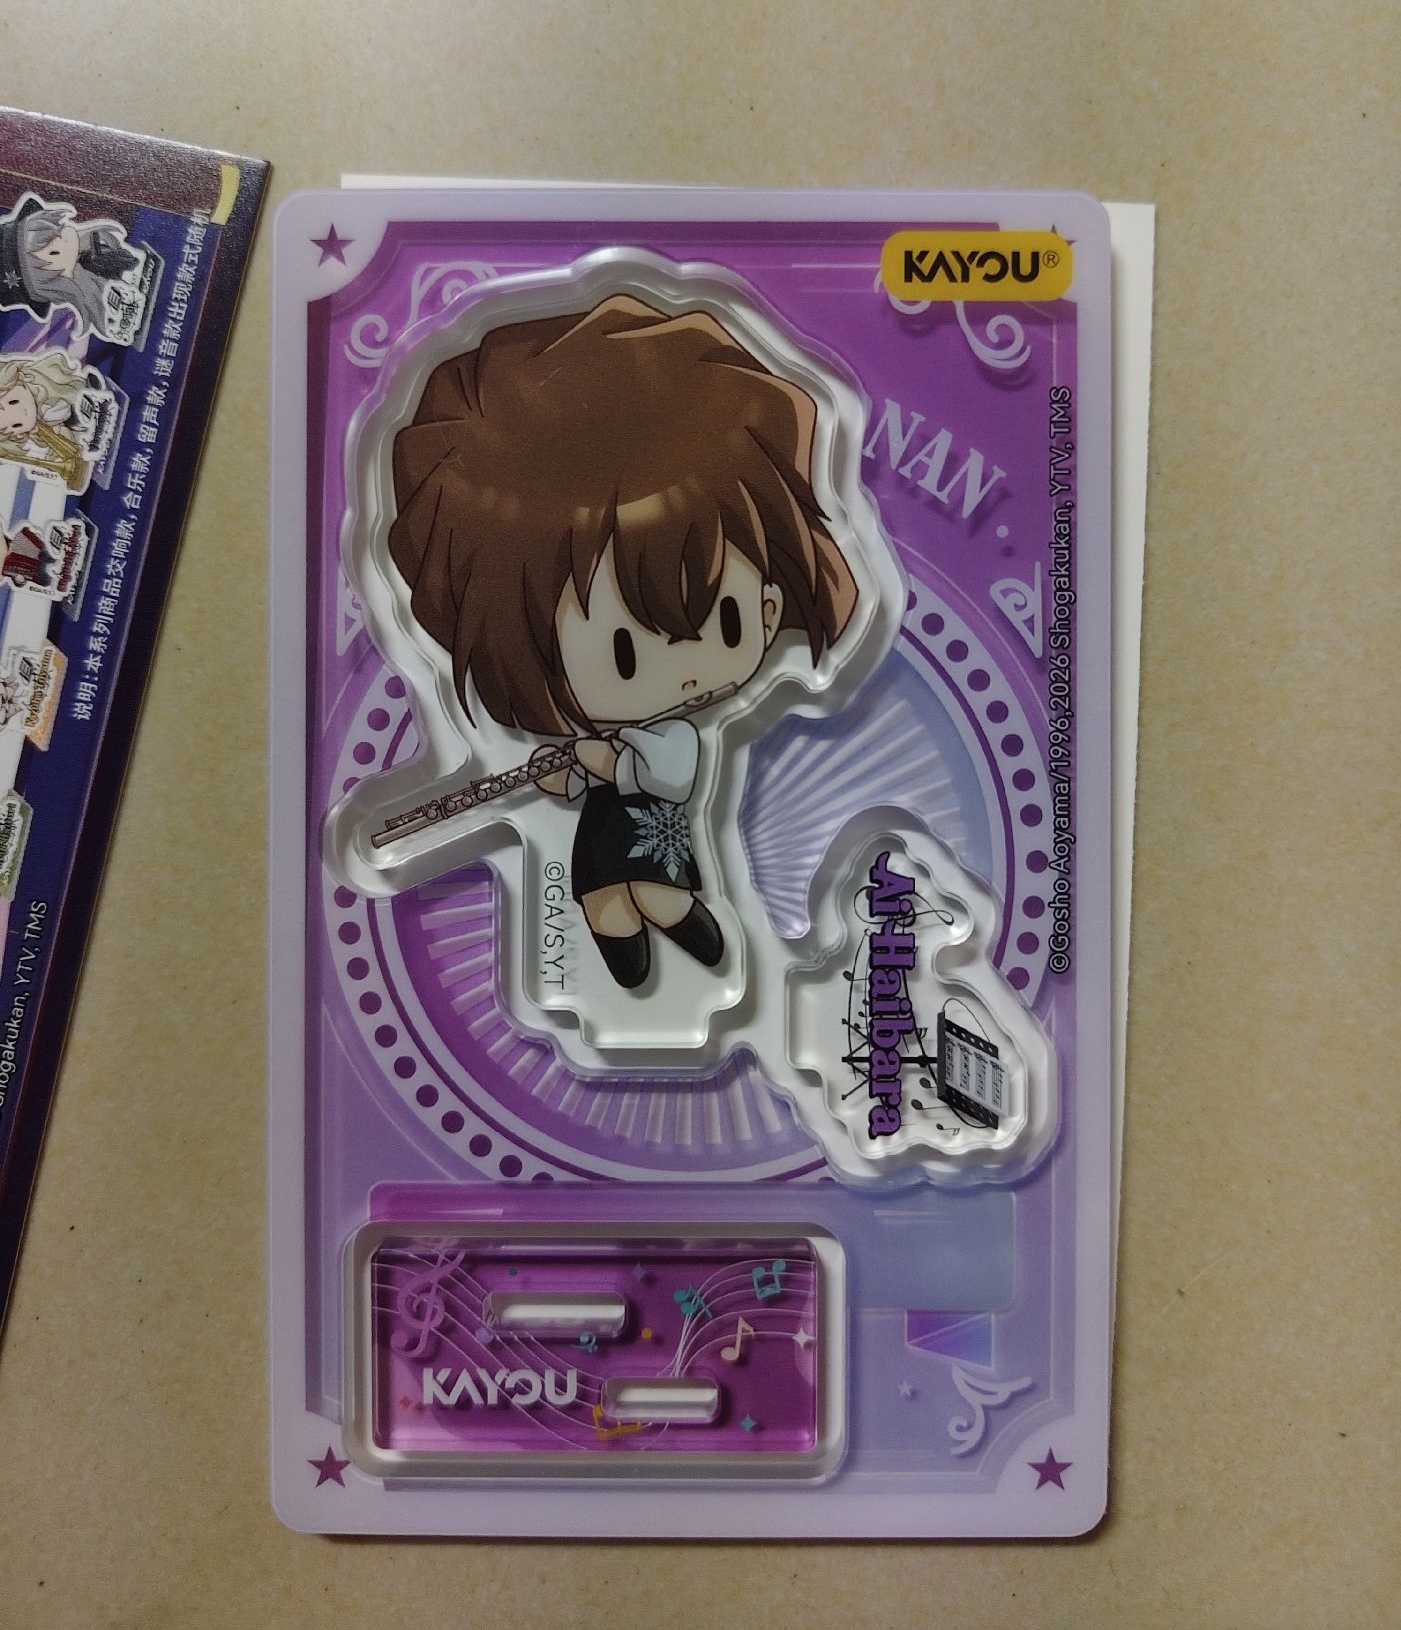 KAYOU®
NAN
©Gosho Aoyama/1996,2026 Shogakukan, YTV, TMS
©GA/S,Y,T
Ai Haibara
KAYOU
说明:本系列商品交响款,合乐款,留声款,谜音款出现款式随机
ogakukan, YTV, TMS